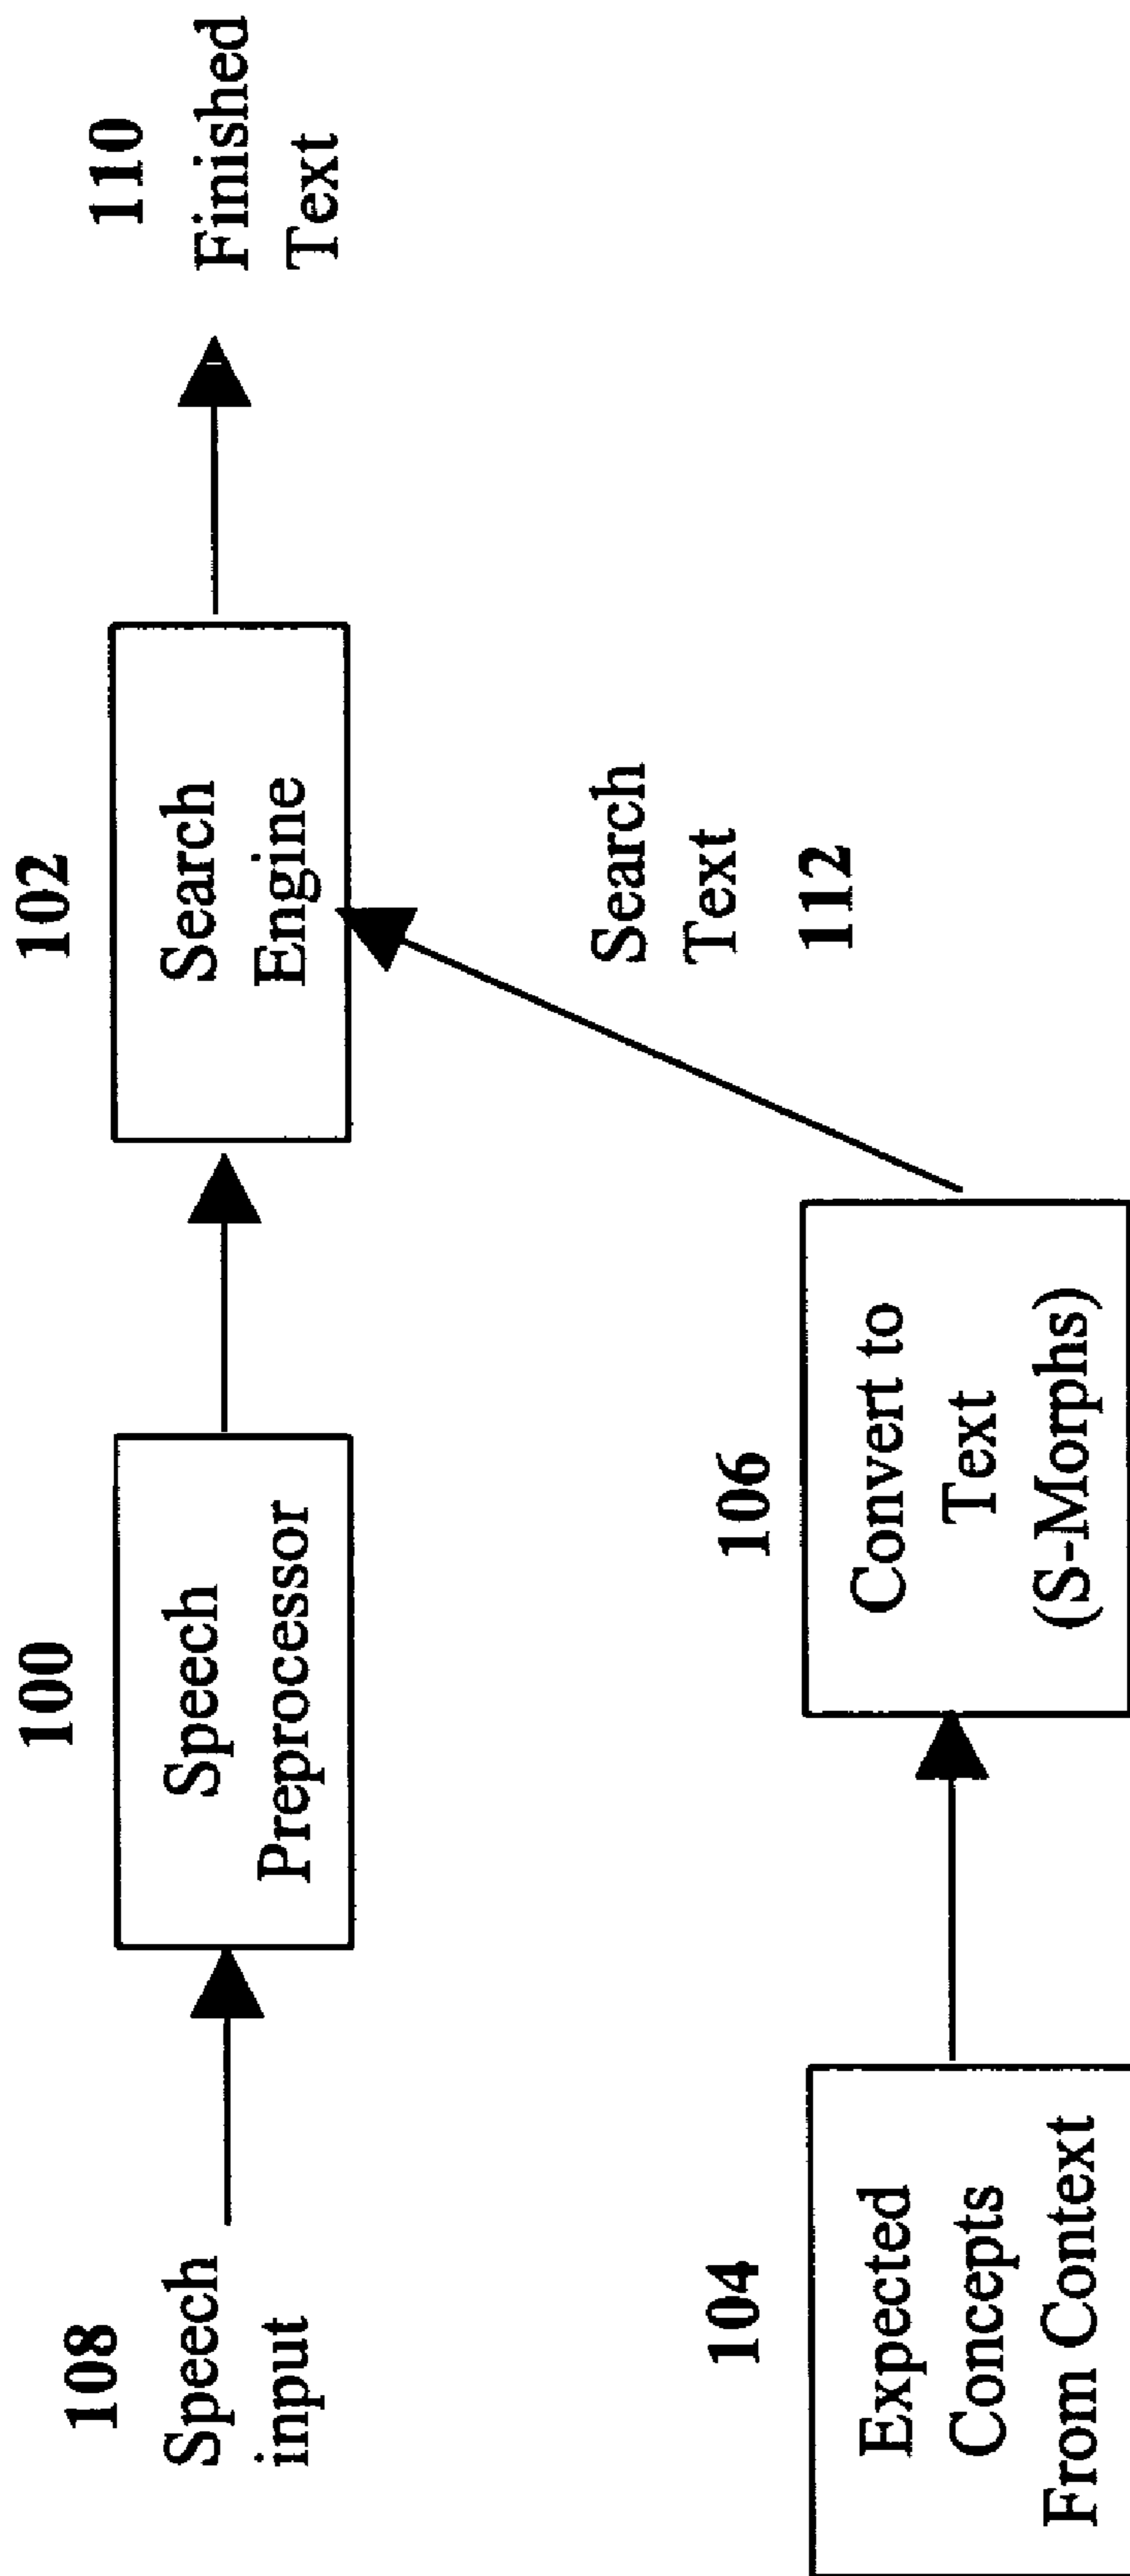 108
Speech
input
100
Speech
Preprocessor
102
Search
Engine
110
Finished
Text
104
Expected
Concepts
From Context
106
Convert to
Text
(S-Morphs)
Search
Text
112